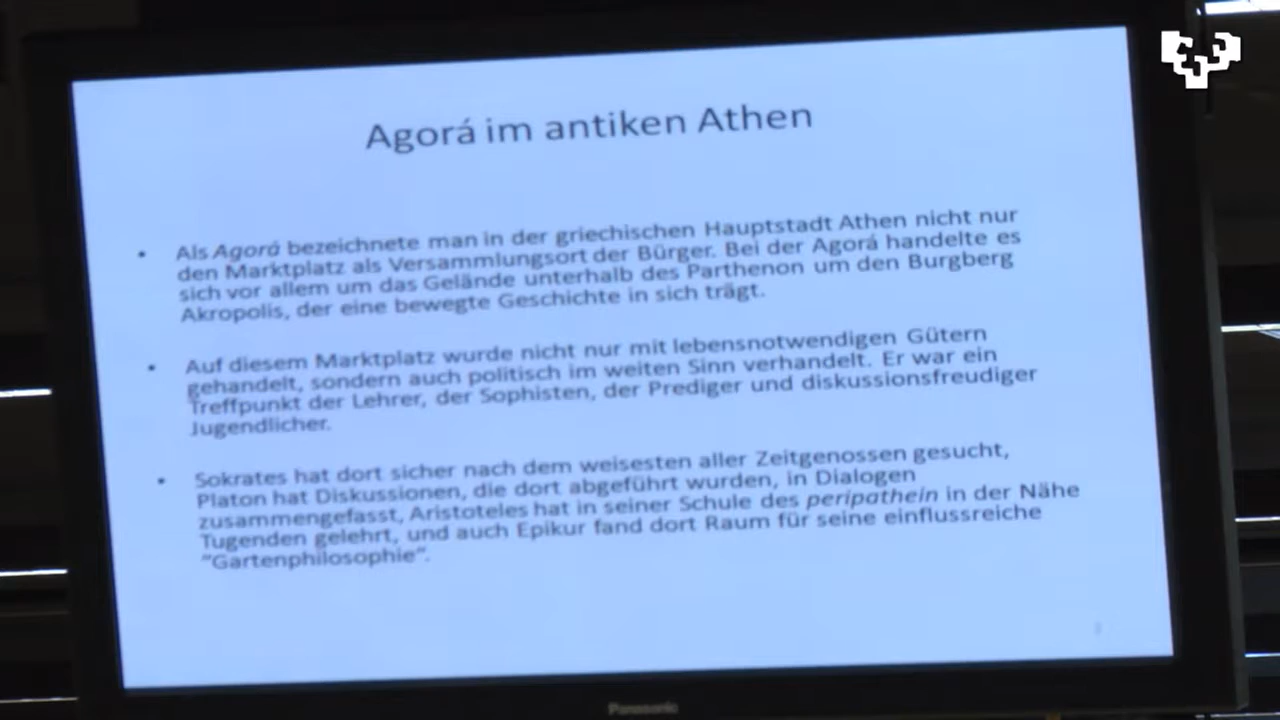 Agorá im antiken Athen
• Als Agorá bezeichnete man in der griechischen Hauptstadt Athen nicht nur
den Marktplatz als Versammlungsort der Bürger. Bei der Agorá handelte es
sich vor allem um das Gelände unterhalb des Parthenon um den Burgberg
Akropolis, der eine bewegte Geschichte in sich trägt.
• Auf diesem Marktplatz wurde nicht nur mit lebensnotwendigen Gütern
gehandelt, sondern auch politisch im weiten Sinn verhandelt. Er war ein
Treffpunkt der Lehrer, der Sophisten, der Prediger und diskussionsfreudiger
Jugendlicher.
• Sokrates hat dort sicher nach dem weisesten aller Zeitgenossen gesucht,
Platon hat Diskussionen, die dort abgeführt wurden, in Dialogen
zusammengefasst, Aristoteles hat in seiner Schule des peripathein in der Nähe
Tugenden gelehrt, und auch Epikur fand dort Raum für seine einflussreiche
"Gartenphilosophie".
Panasonic